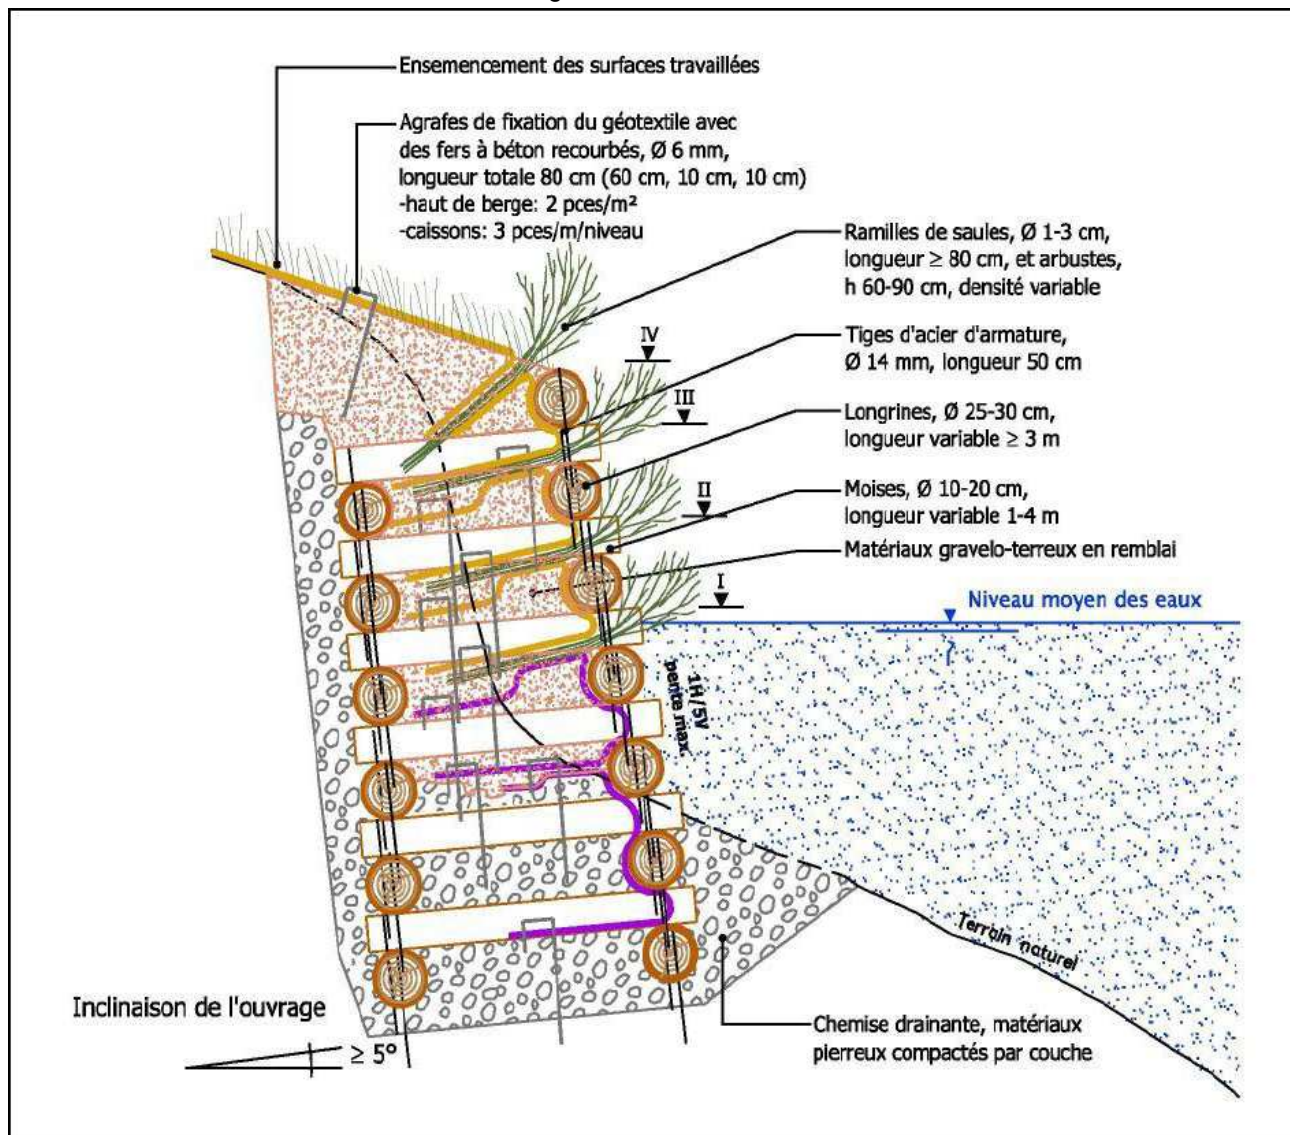 Ensemencement des surfaces travaillées
Agrafes de fixation du géotextile avec
des fers à béton recourbés, Ø 6 mm,
longueur totale 80 cm (60 cm, 10 cm, 10 cm)
-haut de berge: 2 pces/m²
-caissons: 3 pces/m/niveau
Ramilles de saules, Ø 1-3 cm,
longueur ≥ 80 cm, et arbustes,
h 60-90 cm, densité variable
IV
Tiges d'acier d'armature,
Ø 14 mm, longueur 50 cm
III
Longrines, Ø 25-30 cm,
longueur variable ≥ 3 m
II
Moises, Ø 10-20 cm,
longueur variable 1-4 m
Matériaux gravelo-terreux en remblai
I
Niveau moyen des eaux
1H/5V
pente max.
Terrain naturel
Inclinaison de l'ouvrage
≥ 5°
Chemise drainante, matériaux
pierreux compactés par couche